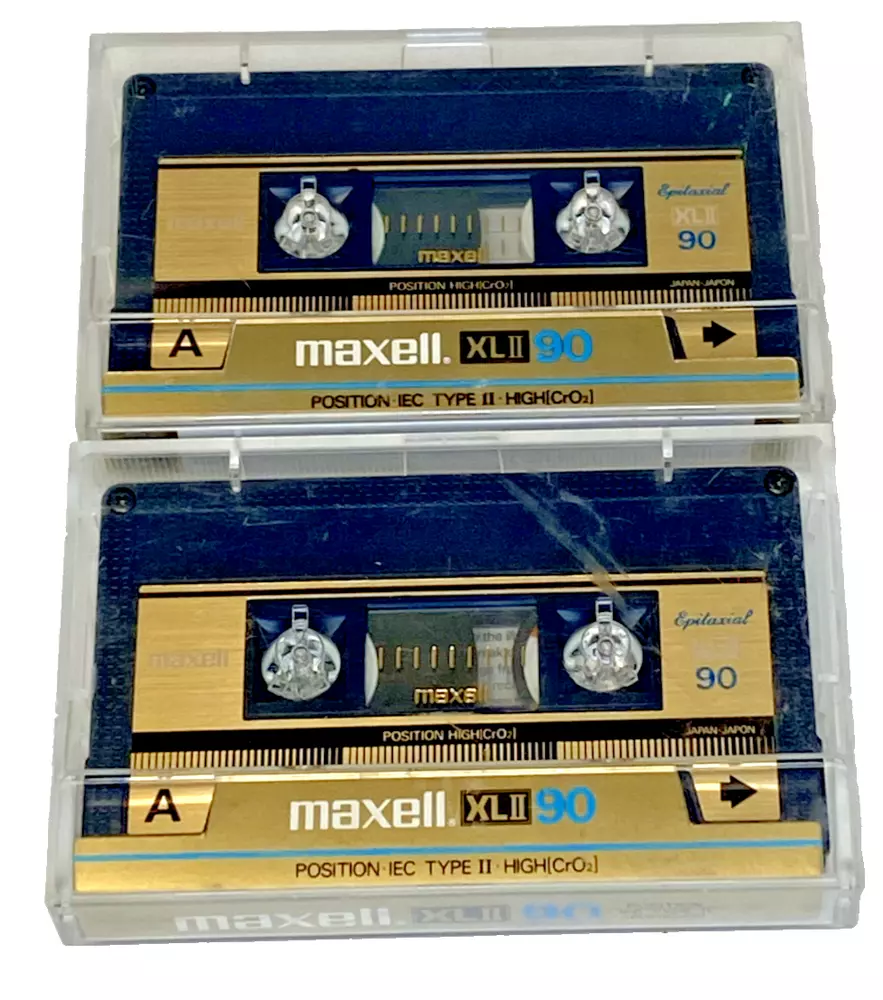 Epitaxial
maxell
XLII
90
maxell
POSITION HIGH[CrO₂]
JAPAN-JAPON
A
maxell. XLII 90
POSITION·IEC TYPE II·HIGH[CrO₂]
Epitaxial
maxell
90
maxell
POSITION HIGH[CrO₂]
JAPAN-JAPON
A
maxell. XLII 90
POSITION·IEC TYPE II·HIGH[CrO₂]
maxell. XLII 90